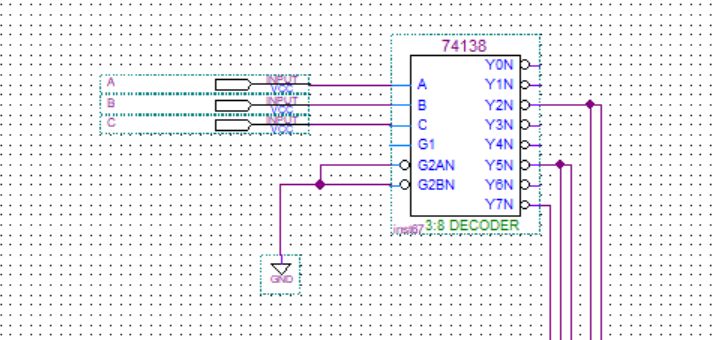 74138
A INPUT VCC
B INPUT VCC
C INPUT VCC
A
B
C
G1
G2AN
G2BN
Y0N
Y1N
Y2N
Y3N
Y4N
Y5N
Y6N
Y7N
inst67 3:8 DECODER
GND